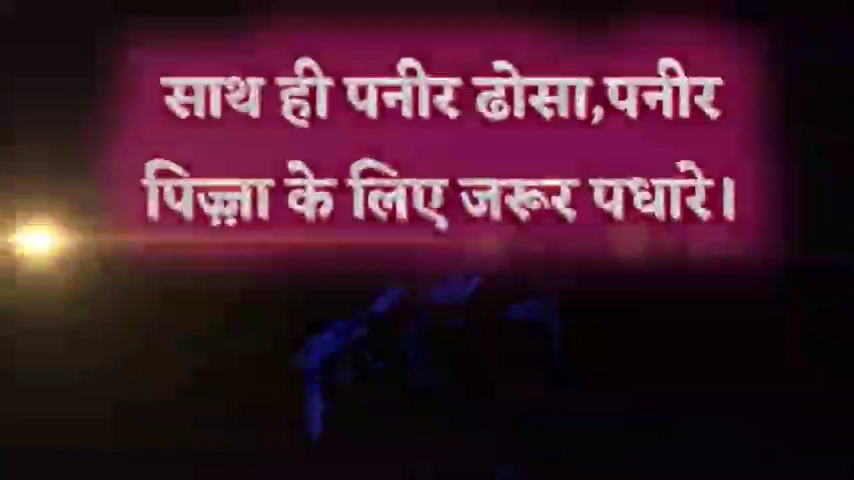 साथ ही पनीर ढोसा,पनीर
पिज़्ज़ा के लिए जरूर पधारे।